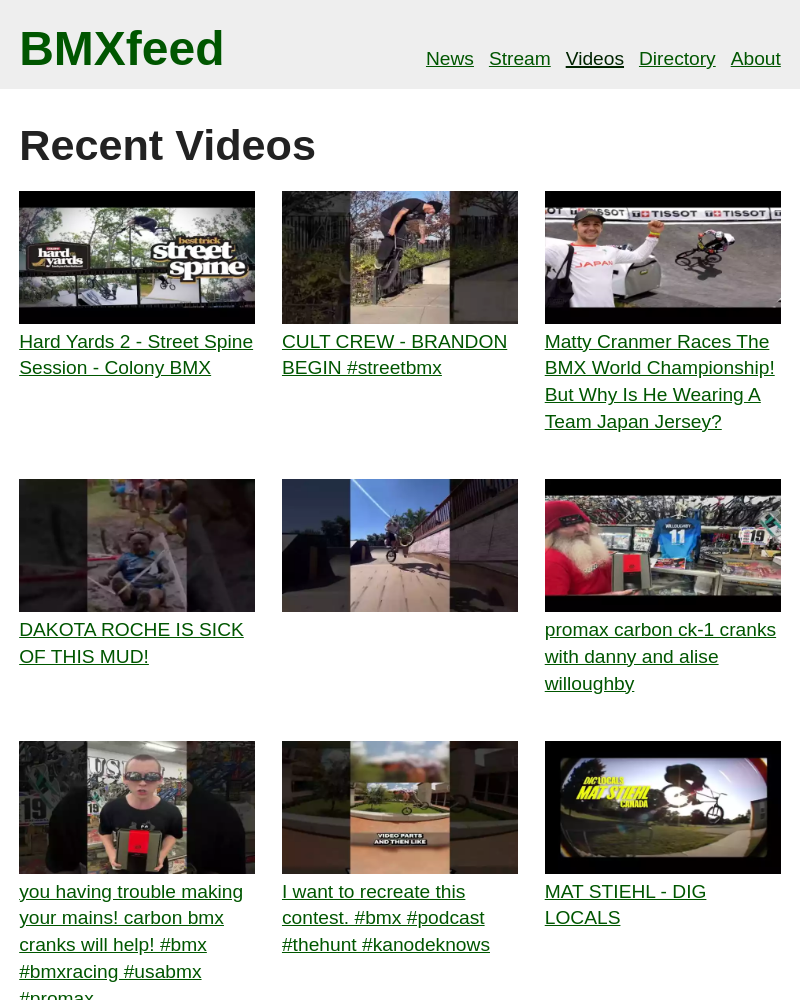 BMXfeed
News Stream Videos Directory About
Recent Videos
hard
yards
best trick
street
spine
TISSOT TISSOT TISSOT
JAPAN
Hard Yards 2 - Street Spine
Session - Colony BMX
CULT CREW - BRANDON
BEGIN #streetbmx
Matty Cranmer Races The
BMX World Championship!
But Why Is He Wearing A
Team Japan Jersey?
WILLOUGHBY
11
19
DAKOTA ROCHE IS SICK
OF THIS MUD!
promax carbon ck-1 cranks
with danny and alise
willoughby
19
VIDEO PARTS
AND THEN LIKE
DIG LOCALS
MAT STIEHL
CANADA
you having trouble making
your mains! carbon bmx
cranks will help! #bmx
#bmxracing #usabmx
#promax
I want to recreate this
contest. #bmx #podcast
#thehunt #kanodeknows
MAT STIEHL - DIG
LOCALS